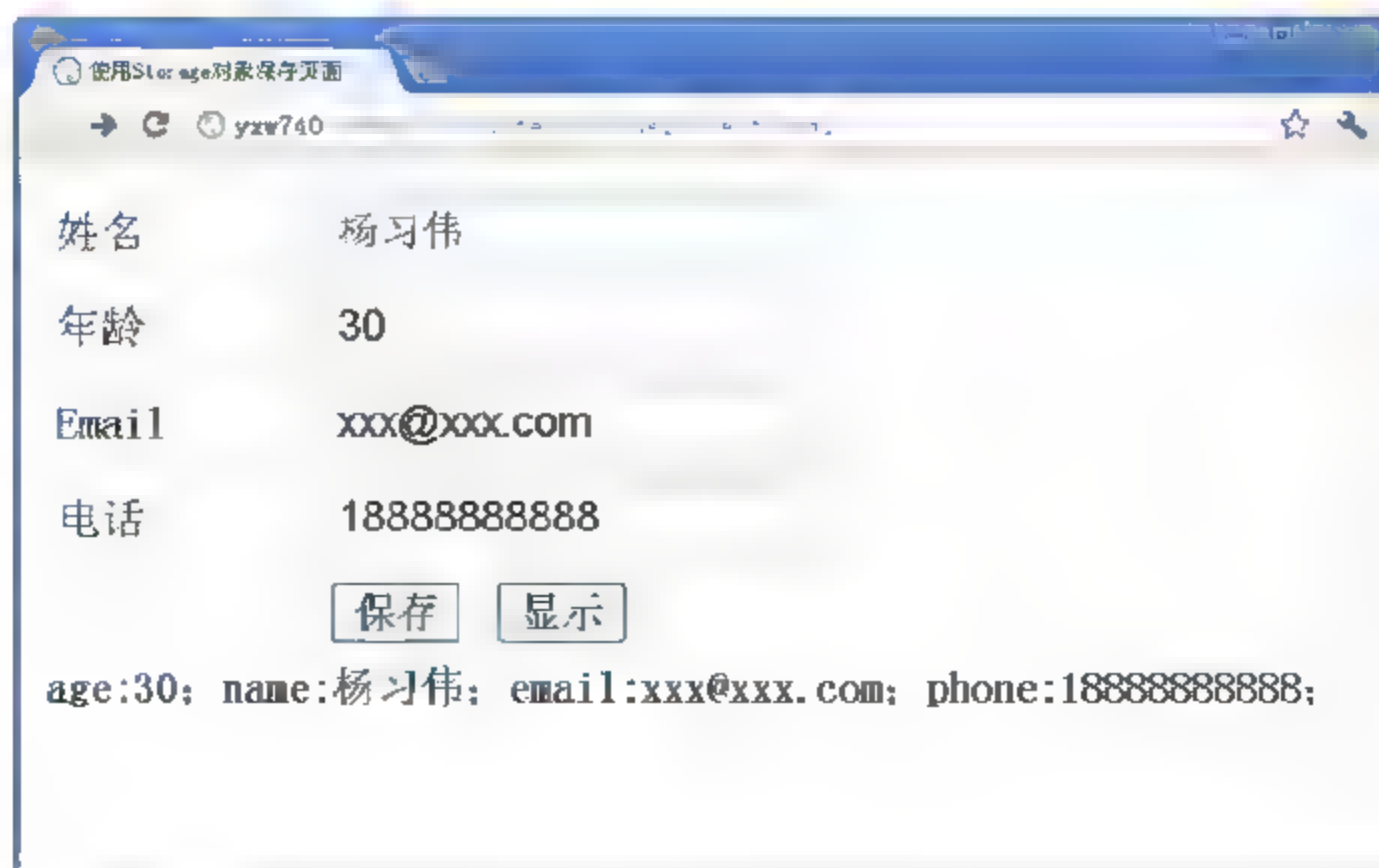 使用Storage对象保存页面
yxw740
姓名 杨习伟
年龄 30
Email xxx@xxx.com
电话 18888888888
保存 显示
age:30; name:杨习伟; email:xxx@xxx.com; phone:18888888888;